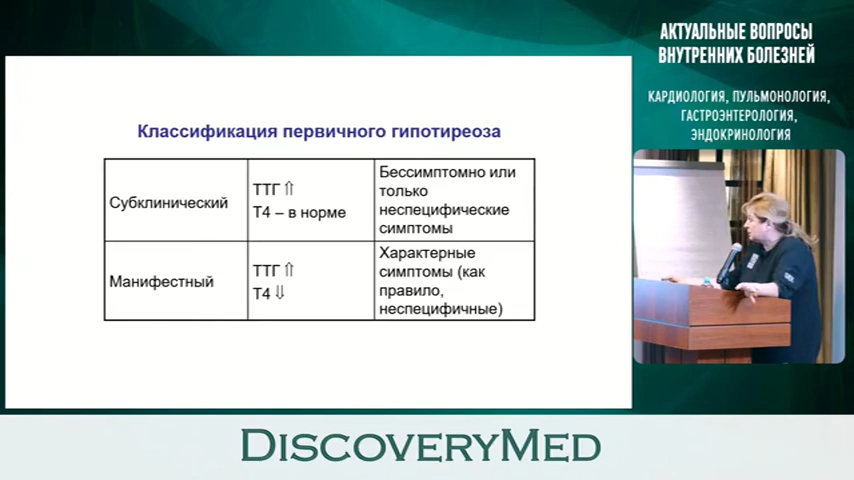 АКТУАЛЬНЫЕ ВОПРОСЫ
ВНУТРЕННИХ БОЛЕЗНЕЙ
КАРДИОЛОГИЯ, ПУЛЬМОНОЛОГИЯ,
ГАСТРОЭНТЕРОЛОГИЯ,
ЭНДОКРИНОЛОГИЯ
Классификация первичного гипотиреоза
Субклинический
ТТГ ⇑
Т4 – в норме
Бессимптомно или
только
неспецифические
симптомы
Манифестный
ТТГ ⇑
Т4 ⇓
Характерные
симптомы (как
правило,
неспецифичные)
DISCOVERYMED